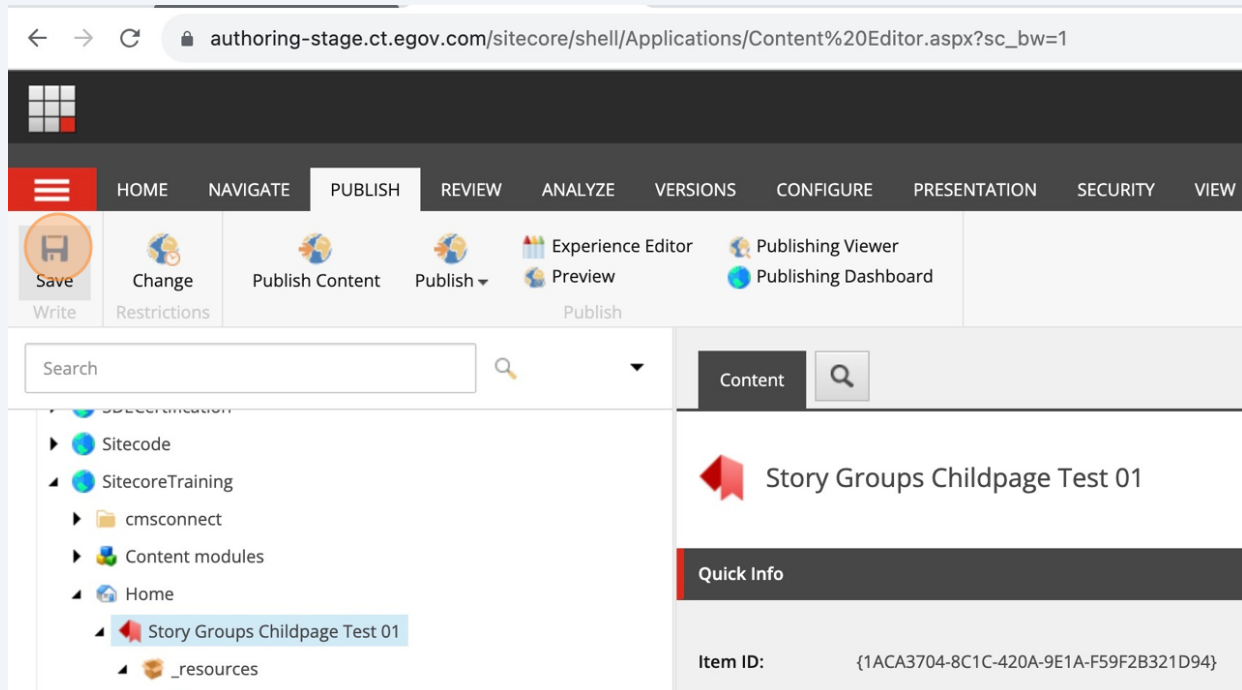 authoring-stage.ct.egov.com/sitecore/shell/Applications/Content%20Editor.aspx?sc_bw=1
HOME NAVIGATE PUBLISH REVIEW ANALYZE VERSIONS CONFIGURE PRESENTATION SECURITY VIEW
Save
Write
Change
Restrictions
Publish Content
Publish
Experience Editor
Preview
Publishing Viewer
Publishing Dashboard
Publish
Search
Sitecode
SitecoreTraining
cmsconnect
Content modules
Home
Story Groups Childpage Test 01
_resources
Content
Story Groups Childpage Test 01
Quick Info
Item ID: {1ACA3704-8C1C-420A-9E1A-F59F2B321D94}